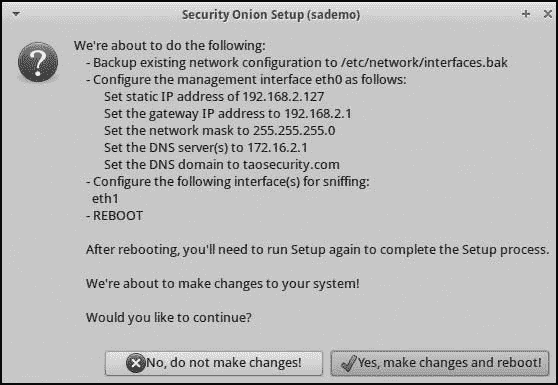 Security Onion Setup (sademo)
We're about to do the following:
- Backup existing network configuration to /etc/network/interfaces.bak
- Configure the management interface eth0 as follows:
Set static IP address of 192.168.2.127
Set the gateway IP address to 192.168.2.1
Set the network mask to 255.255.255.0
Set the DNS server(s) to 172.16.2.1
Set the DNS domain to taosecurity.com
- Configure the following interface(s) for sniffing:
eth1
- REBOOT
After rebooting, you'll need to run Setup again to complete the Setup process.
We're about to make changes to your system!
Would you like to continue?
No, do not make changes!
Yes, make changes and reboot!